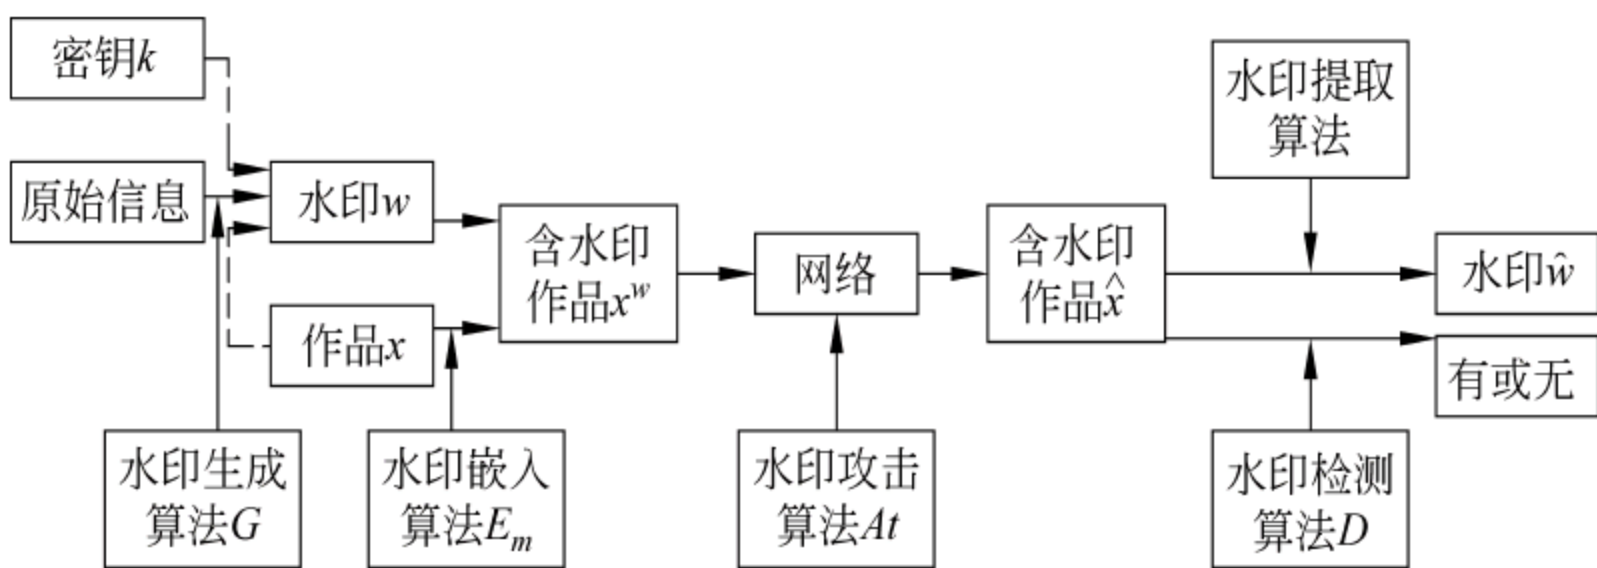 密钥k
水印提取
算法
原始信息
水印w
含水印
作品xʷ
网络
含水印
作品x̂
水印ŵ
作品x
有或无
水印生成
算法G
水印嵌入
算法Eₘ
水印攻击
算法At
水印检测
算法D